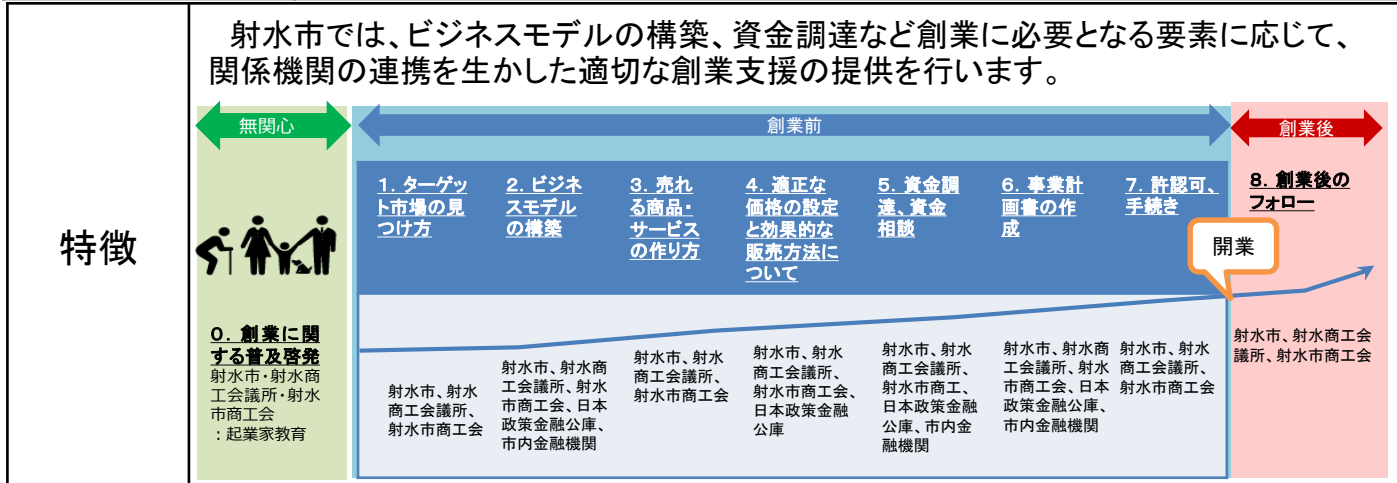 特徴
射水市では、ビジネスモデルの構築、資金調達など創業に必要となる要素に応じて、
関係機関の連携を生かした適切な創業支援の提供を行います。
無関心
創業前
創業後
0. 創業に関
する普及啓発
射水市・射水商
工会議所・射水
市商工会
：起業家教育
1. ターゲッ
ト市場の見
つけ方
射水市、射水
商工会議所、
射水市商工会
2. ビジネ
スモデル
の構築
射水市、射水商
工会議所、射水
市商工会、日本
政策金融公庫、
市内金融機関
3. 売れ
る商品・
サービス
の作り方
射水市、射水
商工会議所、
射水市商工会
4. 適正な
価格の設定
と効果的な
販売方法に
ついて
射水市、射水
商工会議所、
射水市商工会、
日本政策金融
公庫
5. 資金調
達、資金
相談
射水市、射水
商工会議所、
射水市商工、
日本政策金融
公庫、市内金
融機関
6. 事業計
画書の作
成
射水市、射水商
工会議所、射水
市商工会、日本
政策金融公庫、
市内金融機関
7. 許認可、
手続き
射水市、射水
商工会議所、
射水市商工会
開業
8. 創業後の
フォロー
射水市、射水商工会
議所、射水市商工会